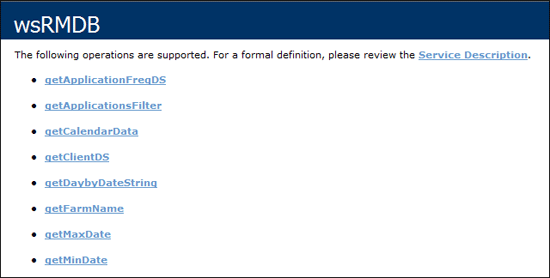 wsRMDB
The following operations are supported. For a formal definition, please review the Service Description.
getApplicationFreqDS
getApplicationsFilter
getCalendarData
getClientDS
getDaybyDateString
getFarmName
getMaxDate
getMinDate